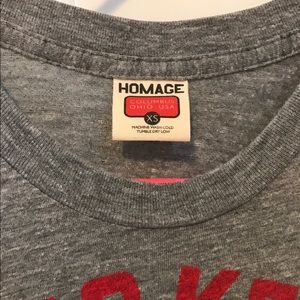 HOMAGE
COLUMBUS
OHIO USA
XS
MACHINE WASH COLD
TUMBLE DRY LOW